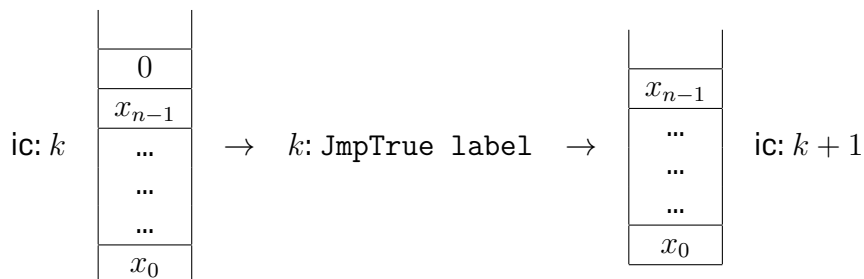 0
x_{n-1}
…
…
…
x_0
ic: k
→ k: JmpTrue label →
x_{n-1}
…
…
…
x_0
ic: k + 1